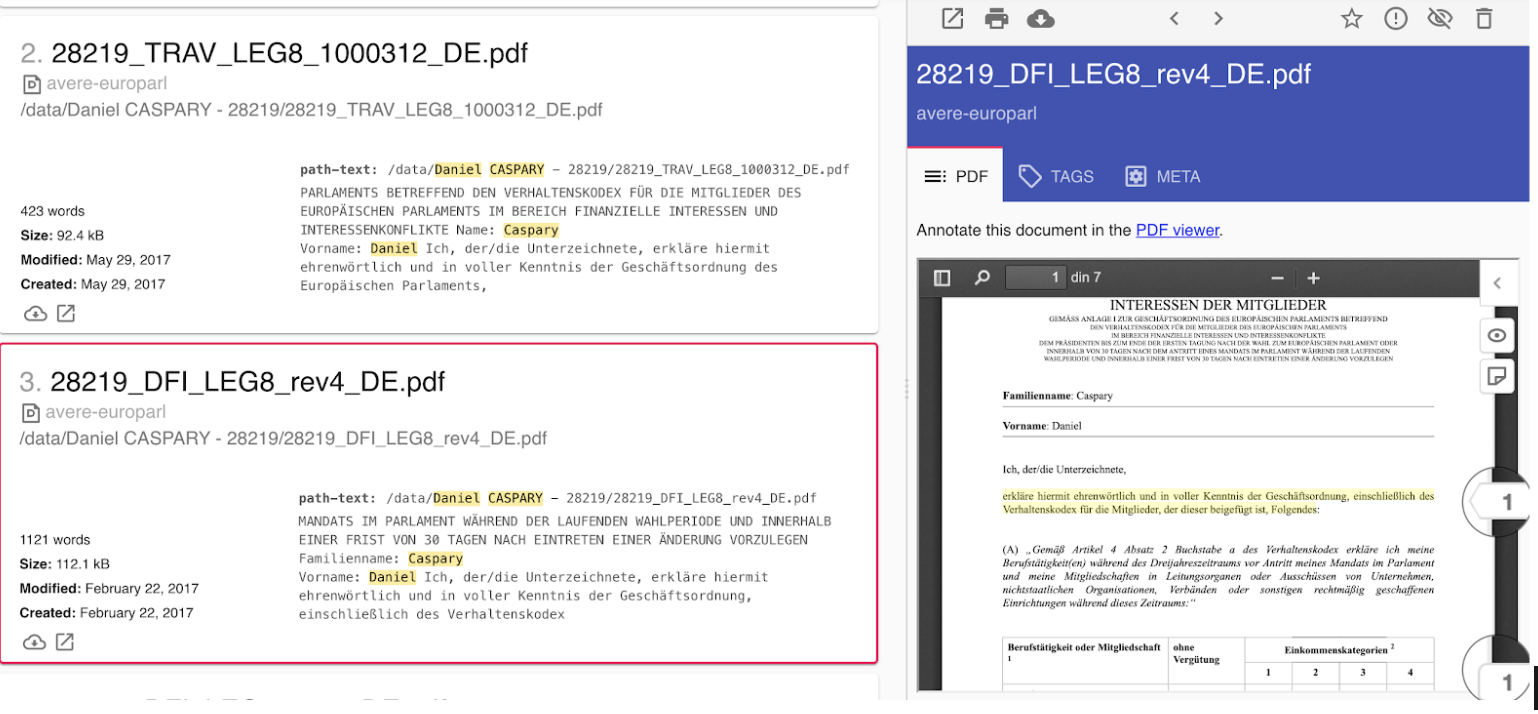 2. 28219_TRAV_LEG8_1000312_DE.pdf
avere-europarl
/data/Daniel CASPARY - 28219/28219_TRAV_LEG8_1000312_DE.pdf
path-text: /data/Daniel CASPARY – 28219/28219_TRAV_LEG8_1000312_DE.pdf
PARLAMENTS BETREFFEND DEN VERHALTENSKODEX FÜR DIE MITGLIEDER DES
EUROPÄISCHEN PARLAMENTS IM BEREICH FINANZIELLE INTERESSEN UND
INTERESSENKONFLIKTE Name: Caspary
Vorname: Daniel Ich, der/die Unterzeichnete, erkläre hiermit
ehrenwörtlich und in voller Kenntnis der Geschäftsordnung des
Europäischen Parlaments,
423 words
Size: 92.4 kB
Modified: May 29, 2017
Created: May 29, 2017
3. 28219_DFI_LEG8_rev4_DE.pdf
avere-europarl
/data/Daniel CASPARY - 28219/28219_DFI_LEG8_rev4_DE.pdf
path-text: /data/Daniel CASPARY – 28219/28219_DFI_LEG8_rev4_DE.pdf
MANDATS IM PARLAMENT WÄHREND DER LAUFENDEN WAHLPERIODE UND INNERHALB
EINER FRIST VON 30 TAGEN NACH EINTRETEN EINER ÄNDERUNG VORZULEGEN
Familienname: Caspary
Vorname: Daniel Ich, der/die Unterzeichnete, erkläre hiermit
ehrenwörtlich und in voller Kenntnis der Geschäftsordnung,
einschließlich des Verhaltenskodex
1121 words
Size: 112.1 kB
Modified: February 22, 2017
Created: February 22, 2017
28219_DFI_LEG8_rev4_DE.pdf
avere-europarl
PDF
TAGS
META
Annotate this document in the PDF viewer.
1 din 7
INTERESSEN DER MITGLIEDER
GEMÄSS ANLAGE I ZUR GESCHÄFTSORDNUNG DES EUROPÄISCHEN PARLAMENTS BETREFFEND
DEN VERHALTENSKODEX FÜR DIE MITGLIEDER DES EUROPÄISCHEN PARLAMENTS
IM BEREICH FINANZIELLE INTERESSEN UND INTERESSENKONFLIKTE
DEM PRÄSIDENTEN BIS ZUM ENDE DER ERSTEN TAGUNG NACH DER WAHL ZUM EUROPÄISCHEN PARLAMENT ODER
INNERHALB VON 30 TAGEN NACH DEM ANTRITT EINES MANDATS IM PARLAMENT WÄHREND DER LAUFENDEN
WAHLPERIODE UND INNERHALB EINER FRIST VON 30 TAGEN NACH EINTRETEN EINER ÄNDERUNG VORZULEGEN
Familienname: Caspary
Vorname: Daniel
Ich, der/die Unterzeichnete,
erkläre hiermit ehrenwörtlich und in voller Kenntnis der Geschäftsordnung, einschließlich des
Verhaltenskodex für die Mitglieder, der dieser beigefügt ist, Folgendes:
(A) „Gemäß Artikel 4 Absatz 2 Buchstabe a des Verhaltenskodex erkläre ich meine
Berufstätigkeit(en) während des Dreijahreszeitraums vor Antritt meines Mandats im Parlament
und meine Mitgliedschaften in Leitungsorganen oder Ausschüssen von Unternehmen,
nichtstaatlichen Organisationen, Verbänden oder sonstigen rechtmäßig geschaffenen
Einrichtungen während dieses Zeitraums:“
Berufstätigkeit oder Mitgliedschaft 1
ohne Vergütung
Einkommenskategorien 2
1 2 3 4
1
1